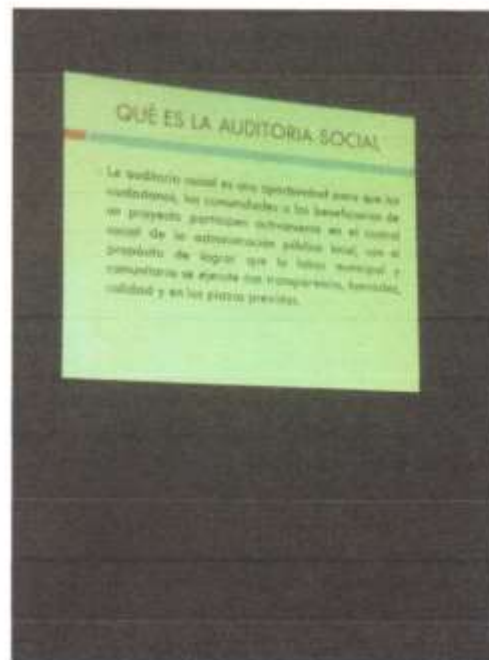 QUÉ ES LA AUDITORIA SOCIAL
La auditoria social es una oportunidad para que los
ciudadanos, las comunidades o los beneficiarios de
un proyecto participen activamente en el control
social de la administración pública local, con el
propósito de lograr que la labor municipal y
comunitaria se ejecute con transparencia, honradez,
calidad y en los plazos previstos.